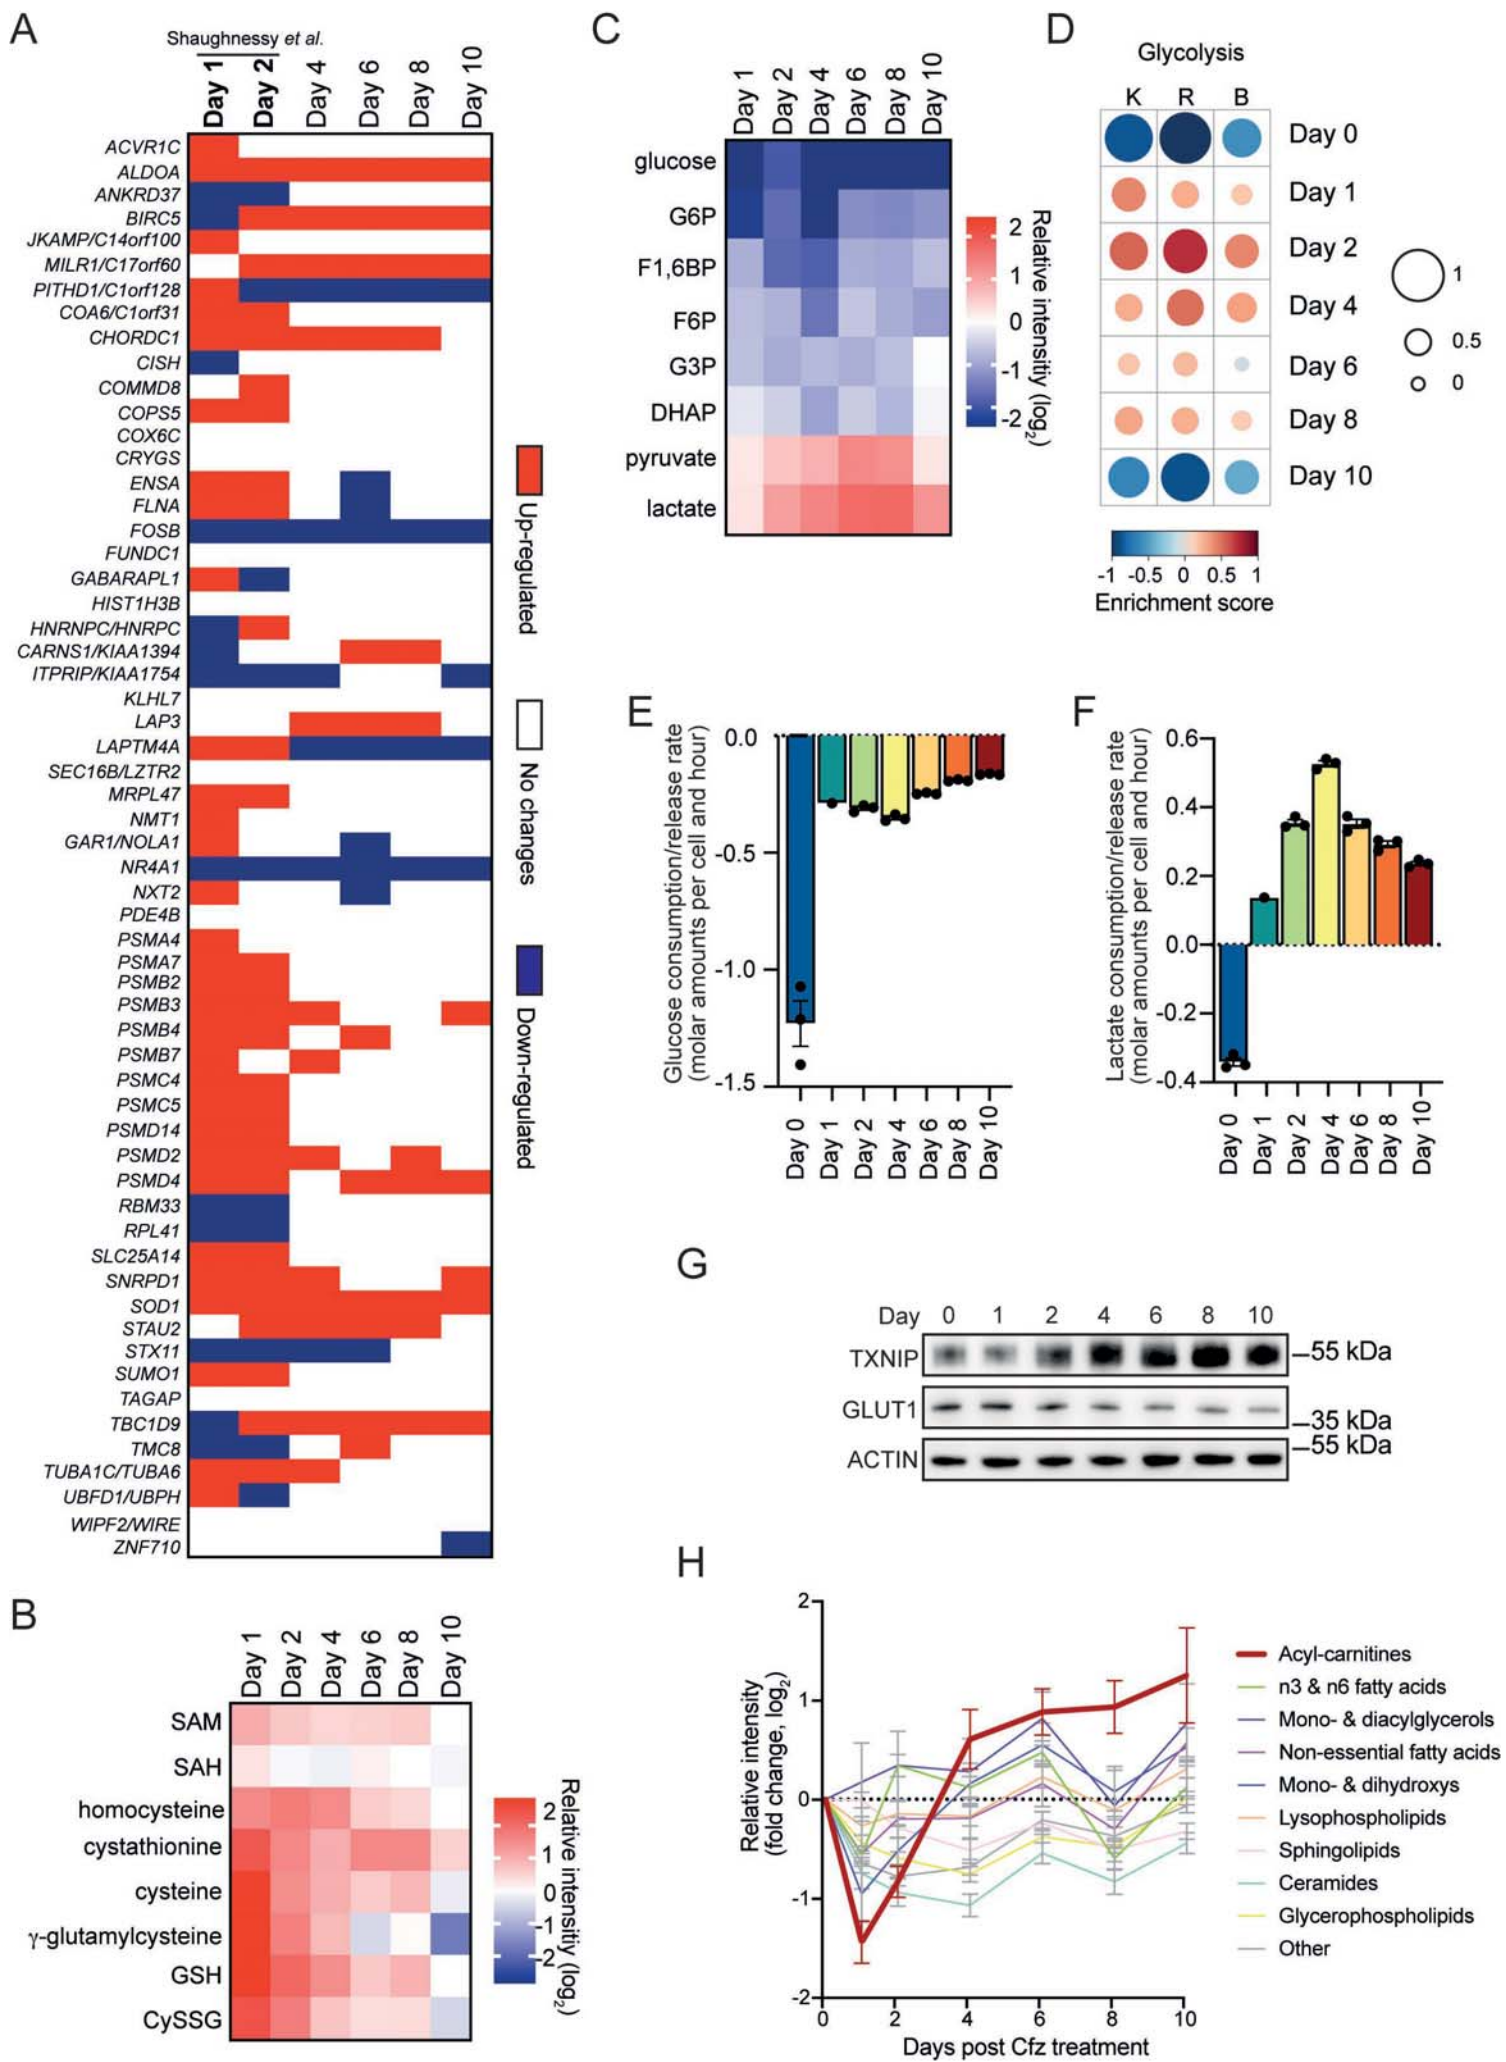 A
Shaughnessy et al.
Day 1
Day 2
Day 4
Day 6
Day 8
Day 10
ACVR1C
ALDOA
ANKRD37
BIRC5
JKAMP/C14orf100
MILR1/C17orf60
PITHD1/C1orf128
COA6/C1orf31
CHORDC1
CISH
COMMD8
COPS5
COX6C
CRYGS
ENSA
FLNA
FOSB
FUNDC1
GABARAPL1
HIST1H3B
HNRNPC/HNRPC
CARNS1/KIAA1394
ITPRIP/KIAA1754
KLHL7
LAP3
LAPTM4A
SEC16B/LZTR2
MRPL47
NMT1
GAR1/NOLA1
NR4A1
NXT2
PDE4B
PSMA4
PSMA7
PSMB2
PSMB3
PSMB4
PSMB7
PSMC4
PSMC5
PSMD14
PSMD2
PSMD4
RBM33
RPL41
SLC25A14
SNRPD1
SOD1
STAU2
STX11
SUMO1
TAGAP
TBC1D9
TMC8
TUBA1C/TUBA6
UBFD1/UBPH
WIPF2/WIRE
ZNF710
Up-regulated
No changes
Down-regulated
B
Day 1
Day 2
Day 4
Day 6
Day 8
Day 10
SAM
SAH
homocysteine
cystathionine
cysteine
γ-glutamylcysteine
GSH
CySSG
2
1
0
-1
-2
Relative intensitiy (log2)
C
Day 1
Day 2
Day 4
Day 6
Day 8
Day 10
glucose
G6P
F1,6BP
F6P
G3P
DHAP
pyruvate
lactate
2
1
0
-1
-2
Relative intensitiy (log2)
D
Glycolysis
K R B
Day 0
Day 1
Day 2
Day 4
Day 6
Day 8
Day 10
1
0.5
0
-1 -0.5 0 0.5 1
Enrichment score
E
Glucose consumption/release rate
(molar amounts per cell and hour)
0.0
-0.5
-1.0
-1.5
Day 0
Day 1
Day 2
Day 4
Day 6
Day 8
Day 10
F
Lactate consumption/release rate
(molar amounts per cell and hour)
0.6
0.4
0.2
0.0
-0.2
-0.4
Day 0
Day 1
Day 2
Day 4
Day 6
Day 8
Day 10
G
Day 0 1 2 4 6 8 10
TXNIP
55 kDa
GLUT1
35 kDa
55 kDa
ACTIN
H
Relative intensity
(fold change, log2)
2
1
0
-1
-2
0 2 4 6 8 10
Days post Cfz treatment
Acyl-carnitines
n3 & n6 fatty acids
Mono- & diacylglycerols
Non-essential fatty acids
Mono- & dihydroxys
Lysophospholipids
Sphingolipids
Ceramides
Glycerophospholipids
Other